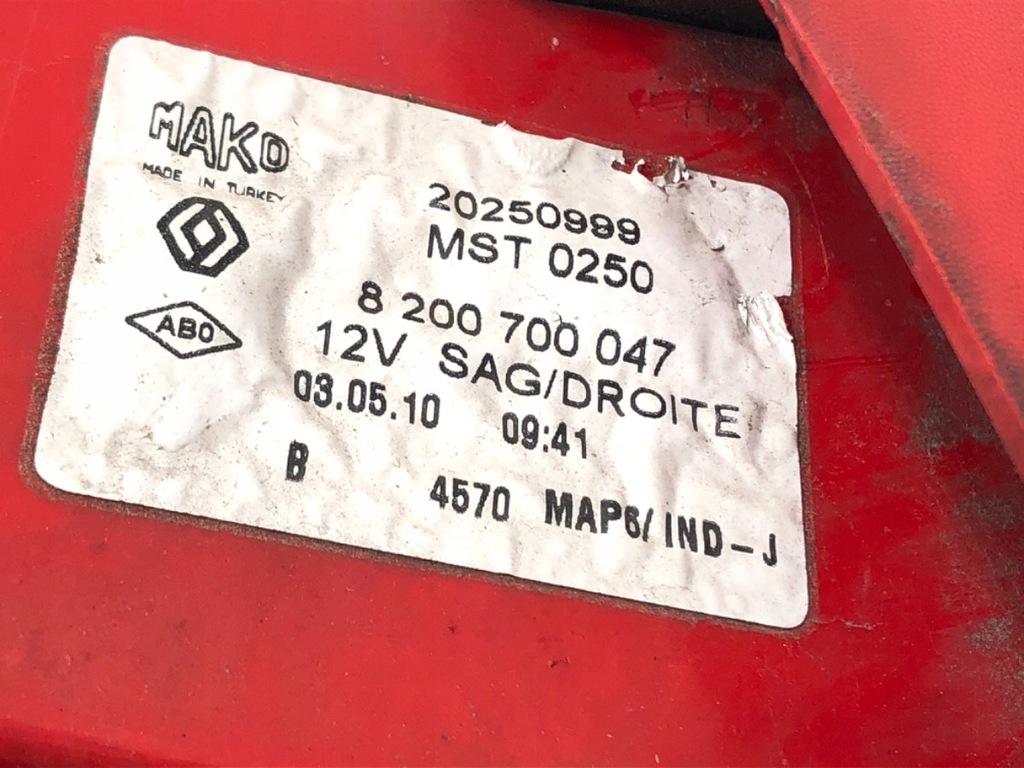 MAKO
MADE IN TURKEY
20250999
MST 0250
ABO
8 200 700 047
12V SAG/DROITE
03.05.10 09:41
B 4570 MAP6/IND-J